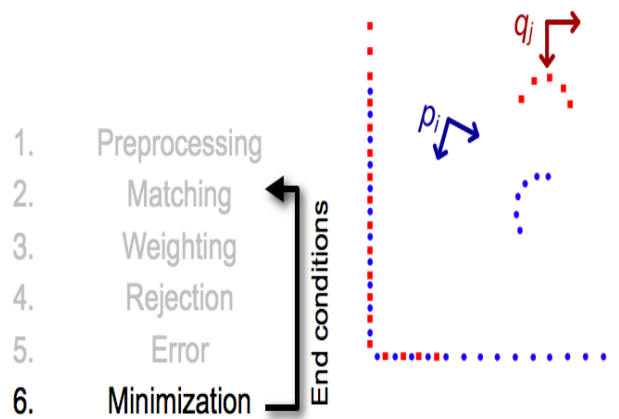 1. Preprocessing
2. Matching
3. Weighting
4. Rejection
5. Error
6. Minimization
End conditions
qj
pi